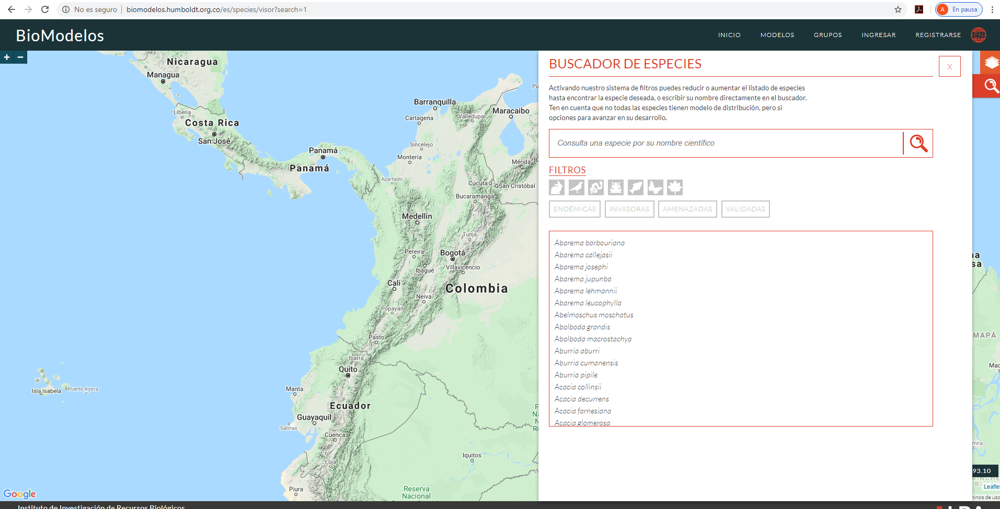 No es seguro
biomodelos.humboldt.org.co/es/species/visor?search=1
A
En pausa
BioModelos
INICIO
MODELOS
GRUPOS
INGRESAR
REGISTRARSE
EN
+
−
BUSCADOR DE ESPECIES
X
Activando nuestro sistema de filtros puedes reducir o aumentar el listado de especies
hasta encontrar la especie deseada, o escribir su nombre directamente en el buscador.
Ten en cuenta que no todas las especies tienen modelo de distribución, pero si
opciones para avanzar en su desarrollo.
Consulta una especie por su nombre científico
FILTROS
ENDÉMICAS
INVASORAS
AMENAZADAS
VALIDADAS
Abarema barbouriana
Abarema callejasii
Abarema josephi
Abarema jupunba
Abarema lehmannii
Abarema leucophylla
Abelmoschus moschatus
Abolboda grandis
Abolboda macrostachya
Aburria aburri
Aburria cumanensis
Aburria pipile
Acacia collinsii
Acacia decurrens
Acacia farnesiana
Acacia glomerosa
Nicaragua
Managua
Liberia
Costa Rica
San José
Panamá
Panamá
Barranquilla
Cartagena
Valledupar
Maracaibo
Sincelejo
Montería
Mérida
Apartadó
Cúcuta
San Cristóbal
Bucaramanga
Medellín
Tunja
Pereira
Bogotá
Ibagué
Villavicencio
Cali
Colombia
Neiva
Popayán
Pasto
Ibarra
Quito
Isla Isabela
Puerto Ayora
Manta
Ecuador
Guayaquil
Salinas
Cuenca
Iquitos
Loja
Piura
Reserva
Nacional
Google
MAPÁ
93.10
Leafle
minos de uso
Instituto de Investigación de Recursos Biológicos